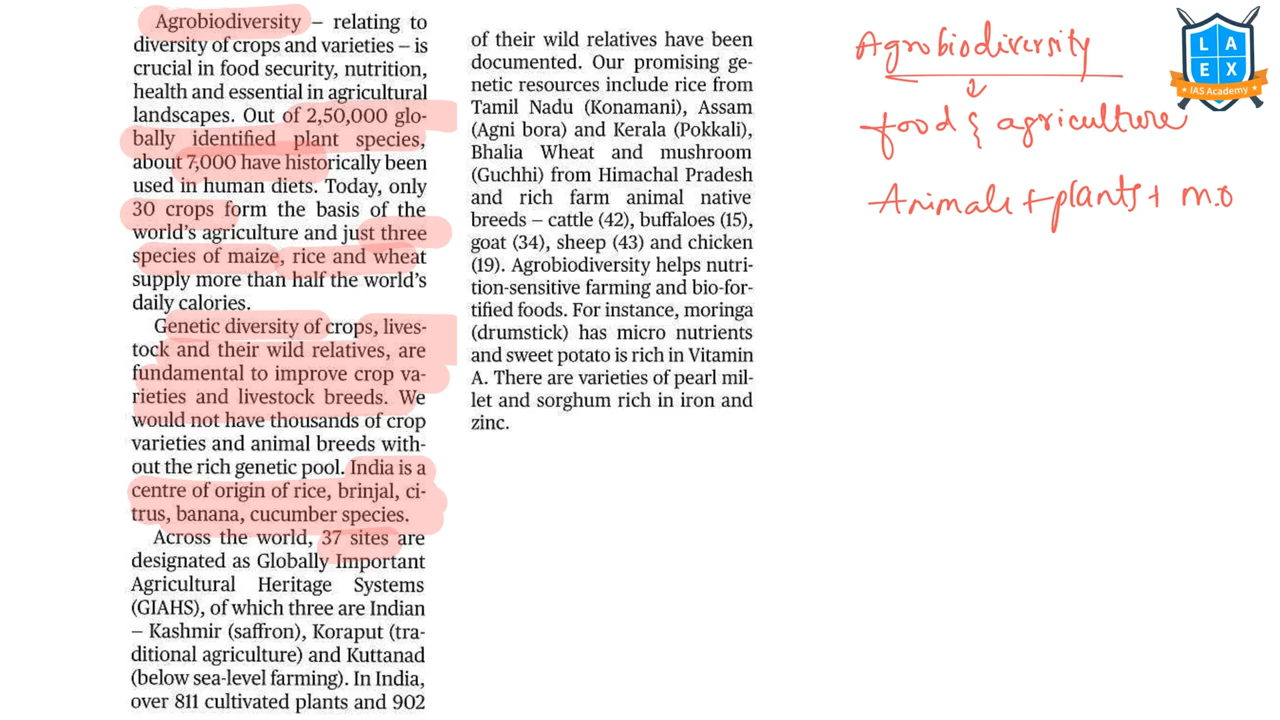 Agrobiodiversity – relating to
diversity of crops and varieties – is
crucial in food security, nutrition,
health and essential in agricultural
landscapes. Out of 2,50,000 glo-
bally identified plant species,
about 7,000 have historically been
used in human diets. Today, only
30 crops form the basis of the
world's agriculture and just three
species of maize, rice and wheat
supply more than half the world's
daily calories.
Genetic diversity of crops, lives-
tock and their wild relatives, are
fundamental to improve crop va-
rieties and livestock breeds. We
would not have thousands of crop
varieties and animal breeds with-
out the rich genetic pool. India is a
centre of origin of rice, brinjal, ci-
trus, banana, cucumber species.
Across the world, 37 sites are
designated as Globally Important
Agricultural Heritage Systems
(GIAHS), of which three are Indian
– Kashmir (saffron), Koraput (tra-
ditional agriculture) and Kuttanad
(below sea-level farming). In India,
over 811 cultivated plants and 902
of their wild relatives have been
documented. Our promising ge-
netic resources include rice from
Tamil Nadu (Konamani), Assam
(Agni bora) and Kerala (Pokkali),
Bhalia Wheat and mushroom
(Guchhi) from Himachal Pradesh
and rich farm animal native
breeds – cattle (42), buffaloes (15),
goat (34), sheep (43) and chicken
(19). Agrobiodiversity helps nutri-
tion-sensitive farming and bio-for-
tified foods. For instance, moringa
(drumstick) has micro nutrients
and sweet potato is rich in Vitamin
A. There are varieties of pearl mil-
let and sorghum rich in iron and
zinc.
Agrobiodiversity
food & agriculture
Animals + plants + m.o
L A
E X
IAS Academy